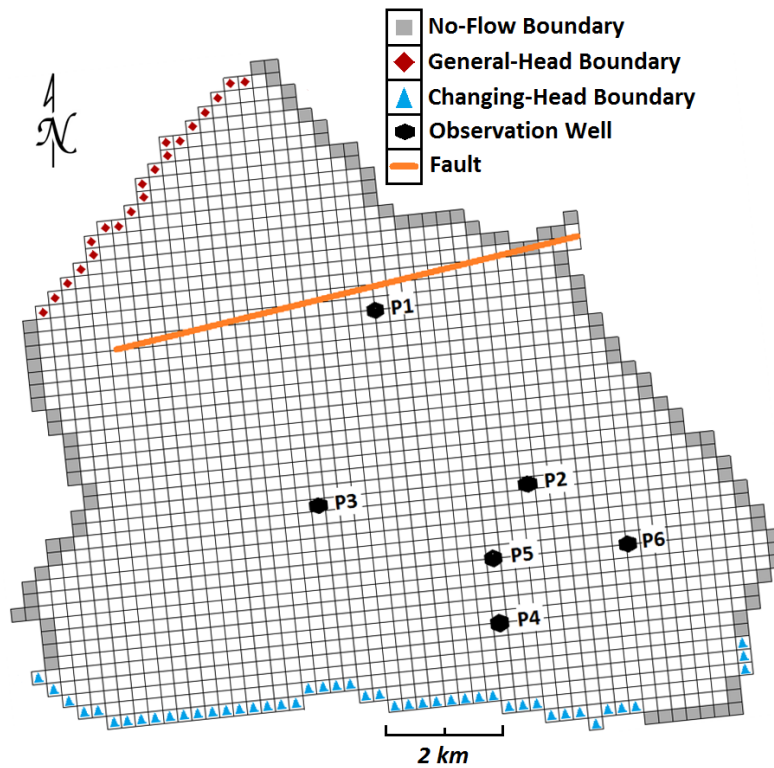 No-Flow Boundary
General-Head Boundary
Changing-Head Boundary
Observation Well
Fault
N
P1
P2
P3
P6
P5
P4
2 km